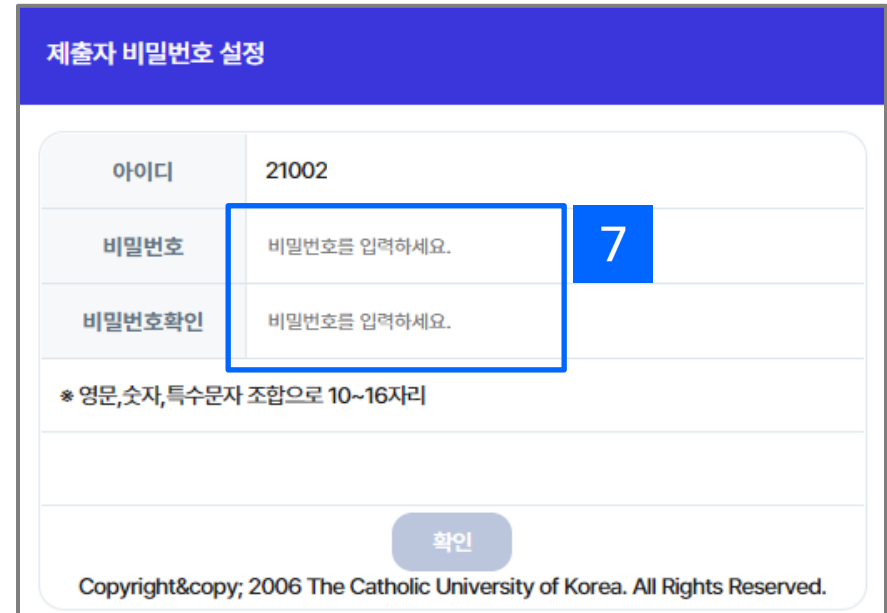 제출자 비밀번호 설정
아이디 21002
비밀번호 비밀번호를 입력하세요. 7
비밀번호확인 비밀번호를 입력하세요.
※ 영문,숫자,특수문자 조합으로 10~16자리
확인
Copyright&copy; 2006 The Catholic University of Korea. All Rights Reserved.